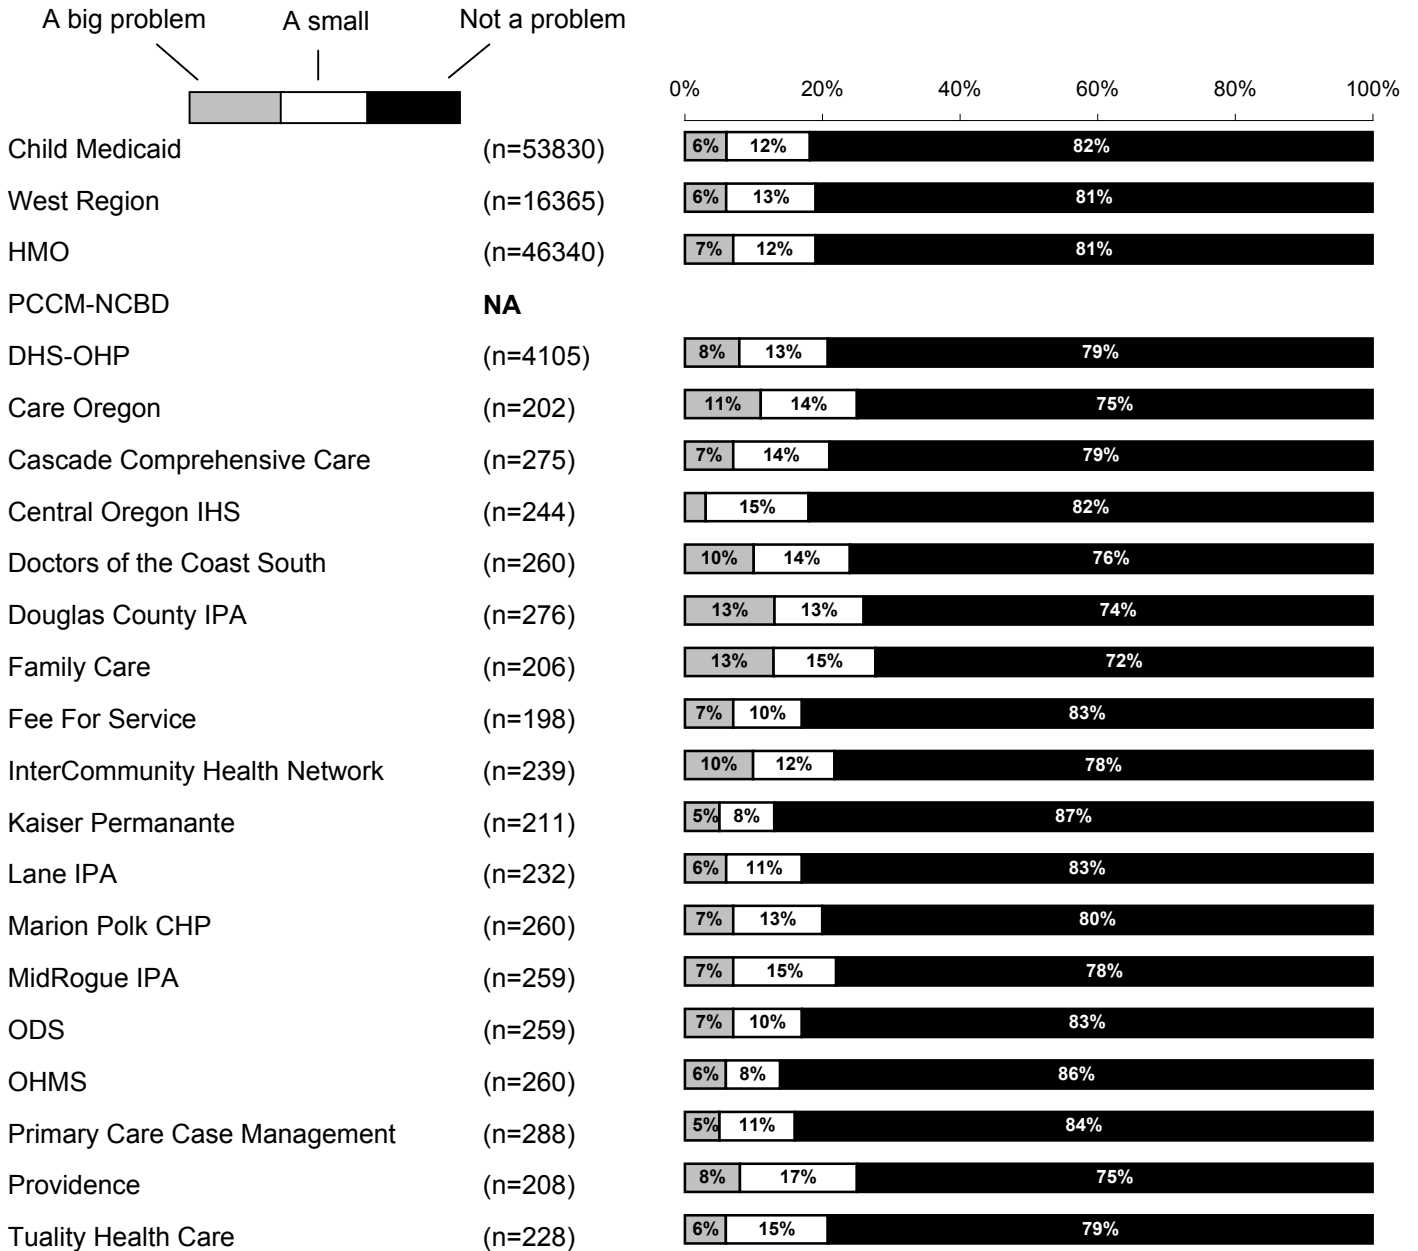 A big problem A small Not a problem
0% 20% 40% 60% 80% 100%
Child Medicaid (n=53830) 6% 12% 82%
West Region (n=16365) 6% 13% 81%
HMO (n=46340) 7% 12% 81%
PCCM-NCBD NA
DHS-OHP (n=4105) 8% 13% 79%
Care Oregon (n=202) 11% 14% 75%
Cascade Comprehensive Care (n=275) 7% 14% 79%
Central Oregon IHS (n=244) 15% 82%
Doctors of the Coast South (n=260) 10% 14% 76%
Douglas County IPA (n=276) 13% 13% 74%
Family Care (n=206) 13% 15% 72%
Fee For Service (n=198) 7% 10% 83%
InterCommunity Health Network (n=239) 10% 12% 78%
Kaiser Permanante (n=211) 5% 8% 87%
Lane IPA (n=232) 6% 11% 83%
Marion Polk CHP (n=260) 7% 13% 80%
MidRogue IPA (n=259) 7% 15% 78%
ODS (n=259) 7% 10% 83%
OHMS (n=260) 6% 8% 86%
Primary Care Case Management (n=288) 5% 11% 84%
Providence (n=208) 8% 17% 75%
Tuality Health Care (n=228) 6% 15% 79%